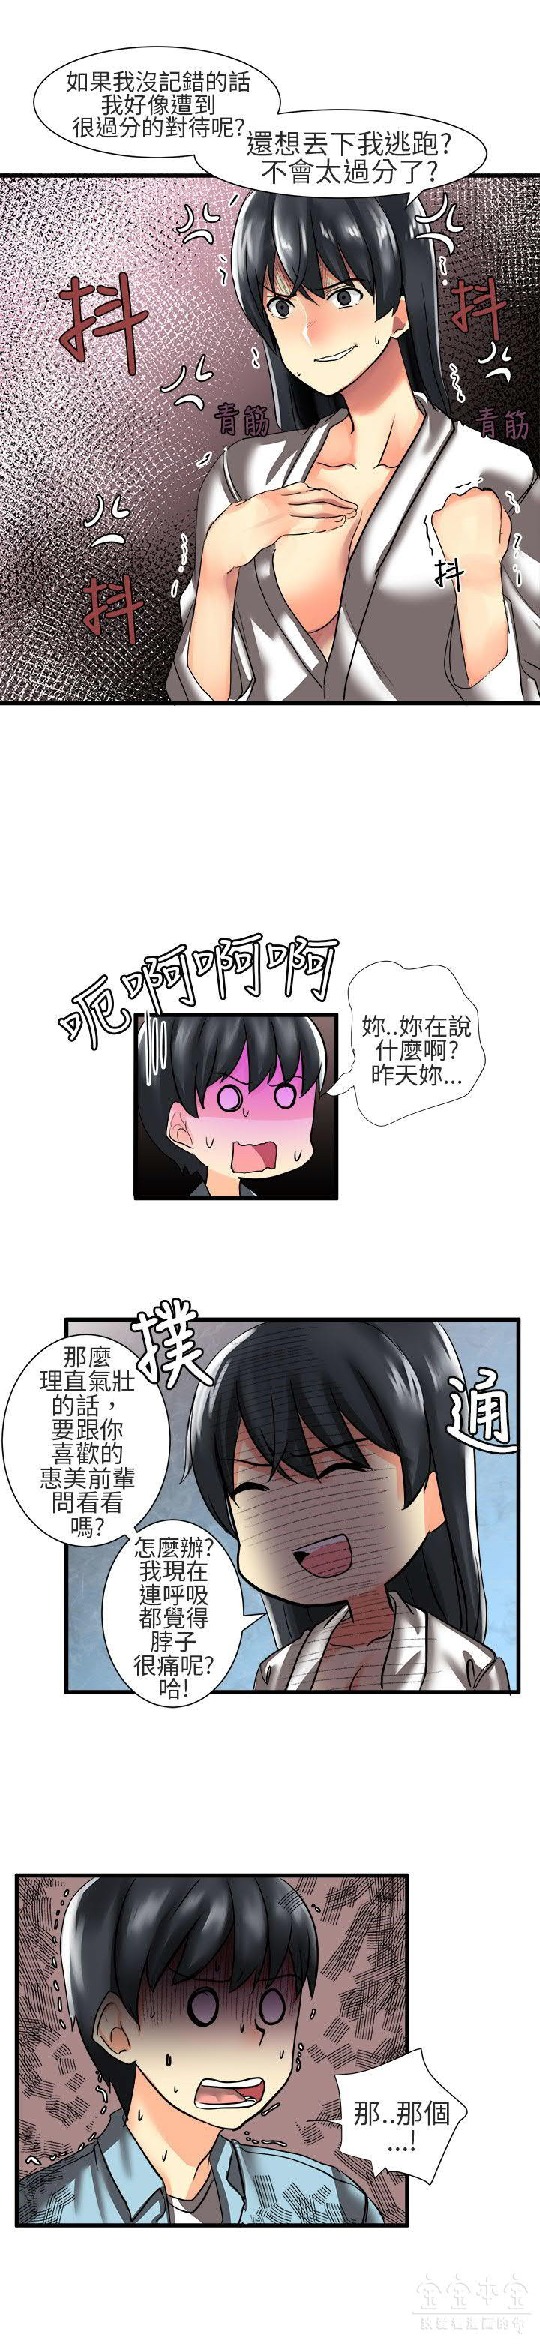 如果我沒記錯的話
我好像遭到
很過分的對待呢?
還想丟下我逃跑?
不會太過分了?
抖
抖
青筋
青筋
抖
抖
呃啊啊啊
妳..妳在說
什麼啊?
昨天妳...
撲
通
那麼
理直氣壯
的話，
要跟你
喜歡的
惠美前輩
問看看
嗎?
怎麼辦?
我現在
連呼吸
都覺得
脖子
很痛呢?
哈!
那..那個
...!